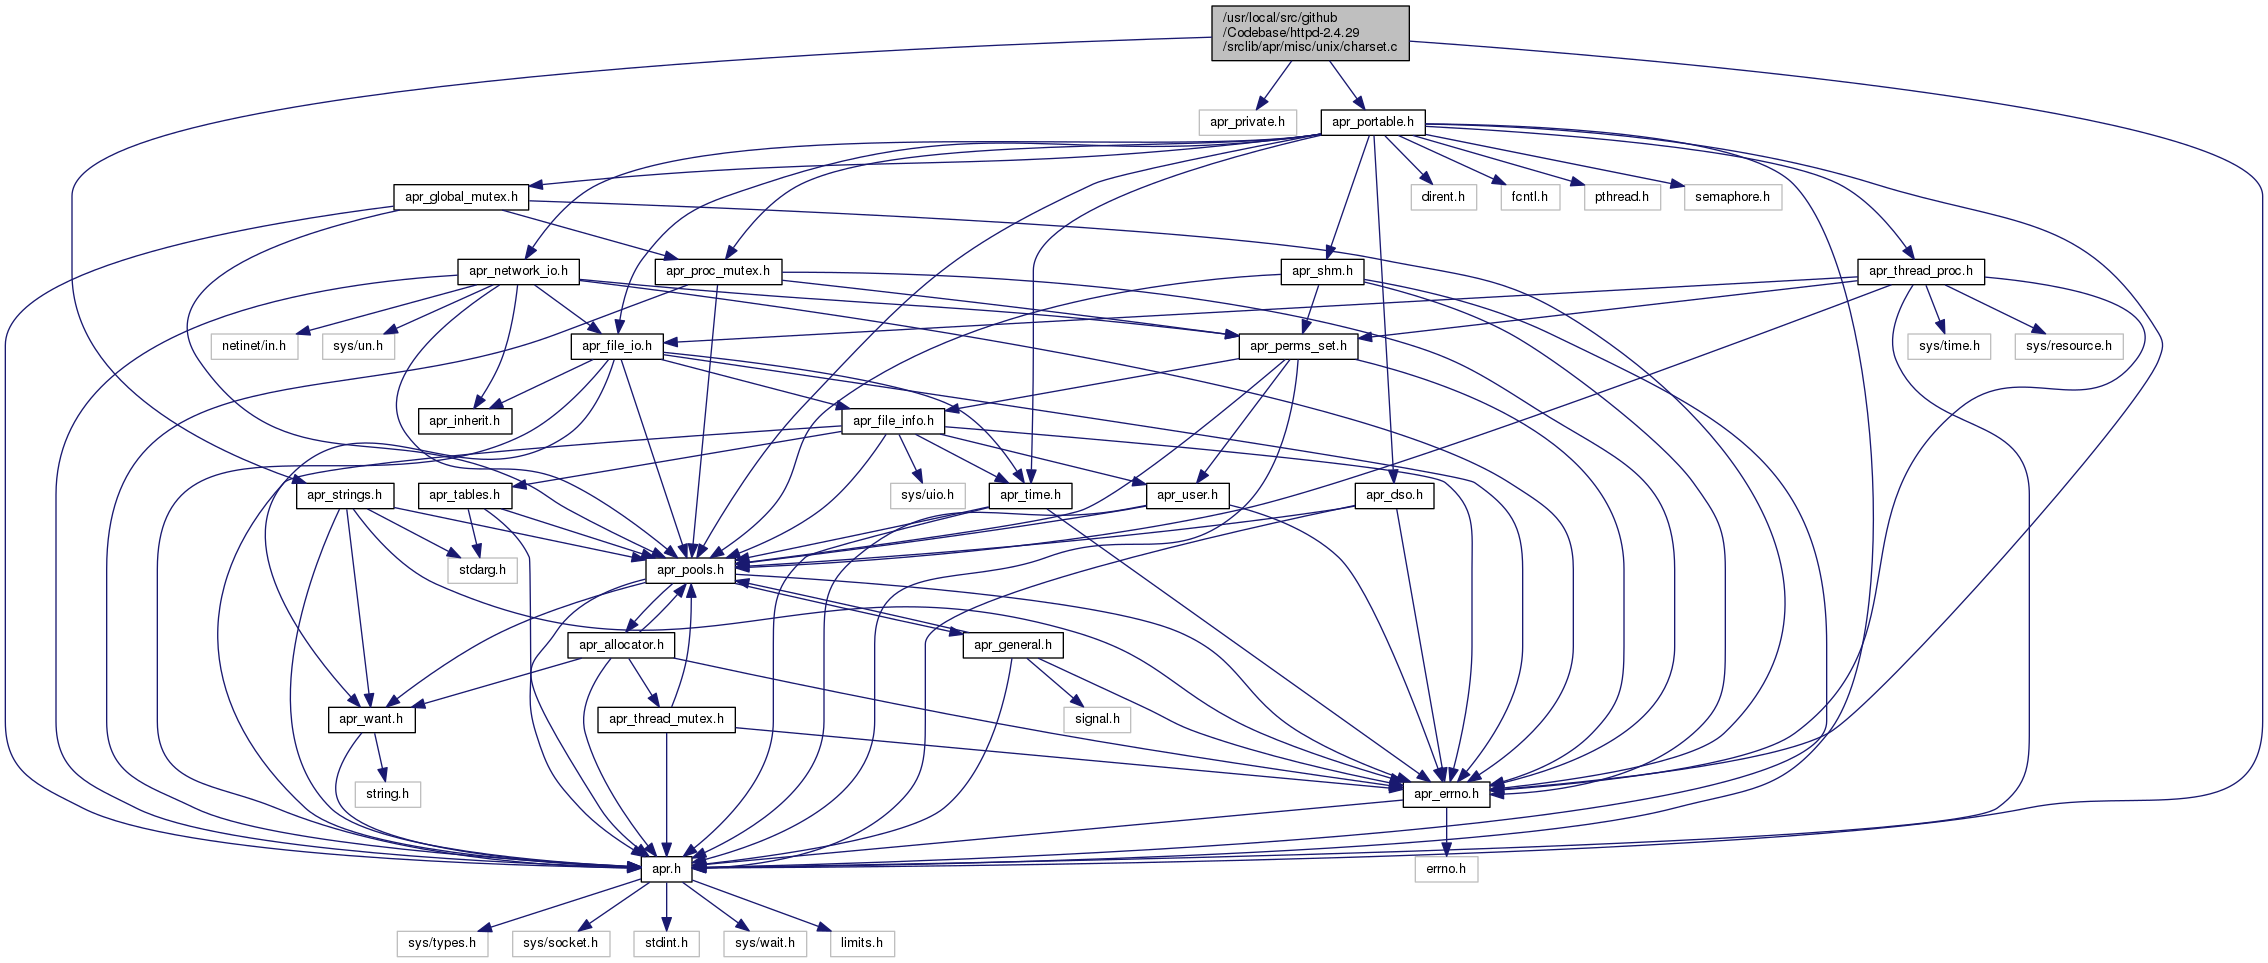 /usr/local/src/github
/Codebase/httpd-2.4.29
/srclib/apr/misc/unix/charset.c
apr_private.h
apr_portable.h
apr_global_mutex.h
dirent.h
fcntl.h
pthread.h
semaphore.h
apr_network_io.h
apr_proc_mutex.h
apr_shm.h
apr_thread_proc.h
netinet/in.h
sys/un.h
apr_file_io.h
apr_perms_set.h
sys/time.h
sys/resource.h
apr_inherit.h
apr_file_info.h
apr_strings.h
apr_tables.h
sys/uio.h
apr_time.h
apr_user.h
apr_dso.h
stdarg.h
apr_pools.h
apr_allocator.h
apr_general.h
apr_want.h
apr_thread_mutex.h
signal.h
string.h
apr_errno.h
apr.h
errno.h
sys/types.h
sys/socket.h
stdint.h
sys/wait.h
limits.h